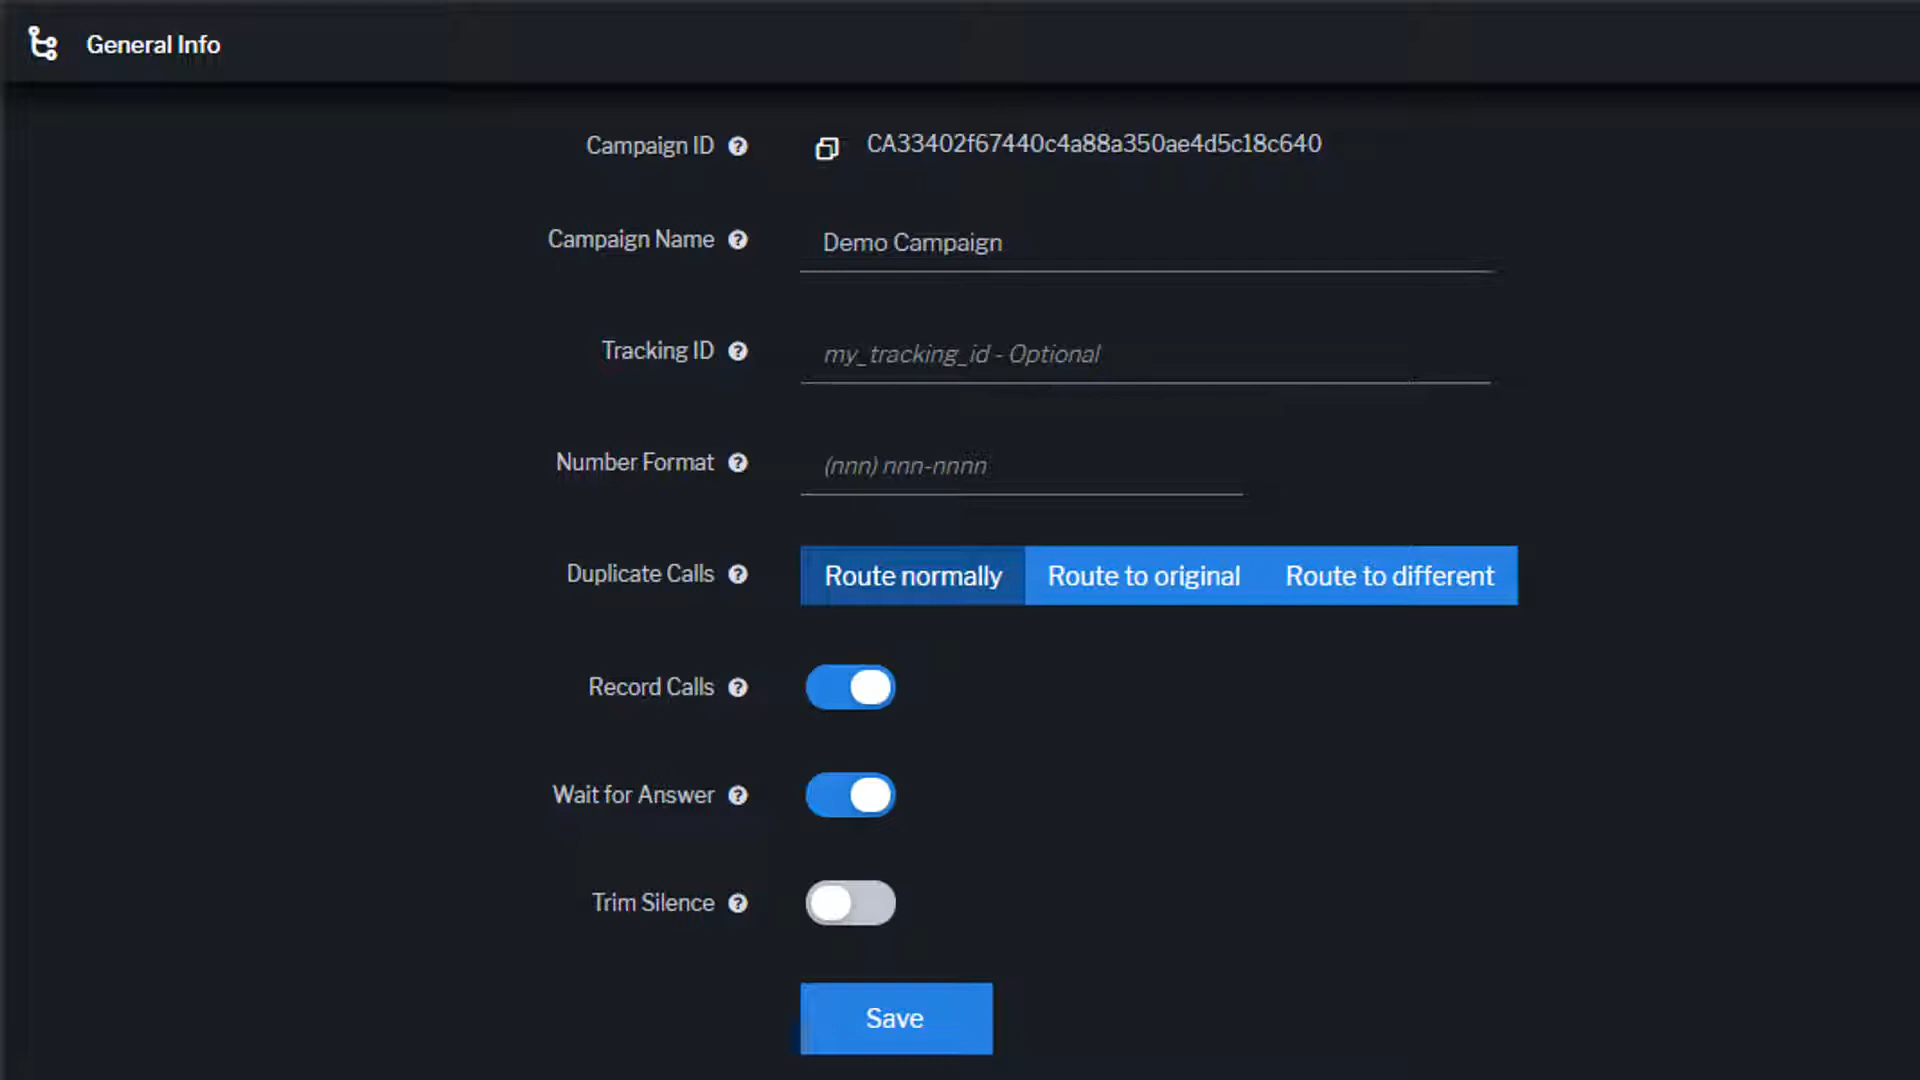 General Info
Campaign ID
CA33402f67440c4a88a350ae4d5c18c640
Campaign Name
Demo Campaign
Tracking ID
my_tracking_id - Optional
Number Format
(nnn) nnn-nnnn
Duplicate Calls
Route normally Route to original Route to different
Record Calls
Wait for Answer
Trim Silence
Save